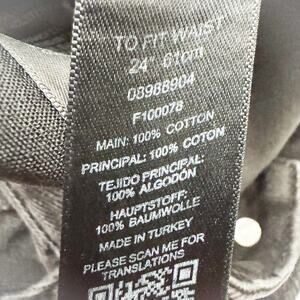 TO FIT WAIST
24 61cm
08988904
F100078
MAIN: 100% COTTON
PRINCIPAL: 100% COTON
TEJIDO PRINCIPAL:
100% ALGODÓN
HAUPTSTOFF:
100% BAUMWOLLE
MADE IN TURKEY
PLEASE SCAN ME FOR
TRANSLATIONS